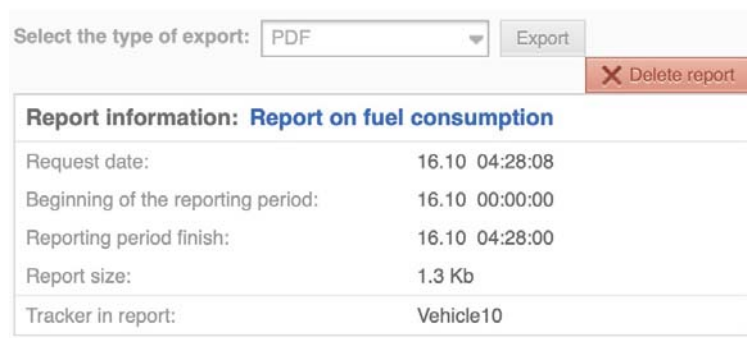 Select the type of export: PDF Export
Delete report
Report information: Report on fuel consumption
Request date: 16.10 04:28:08
Beginning of the reporting period: 16.10 00:00:00
Reporting period finish: 16.10 04:28:00
Report size: 1.3 Kb
Tracker in report: Vehicle10